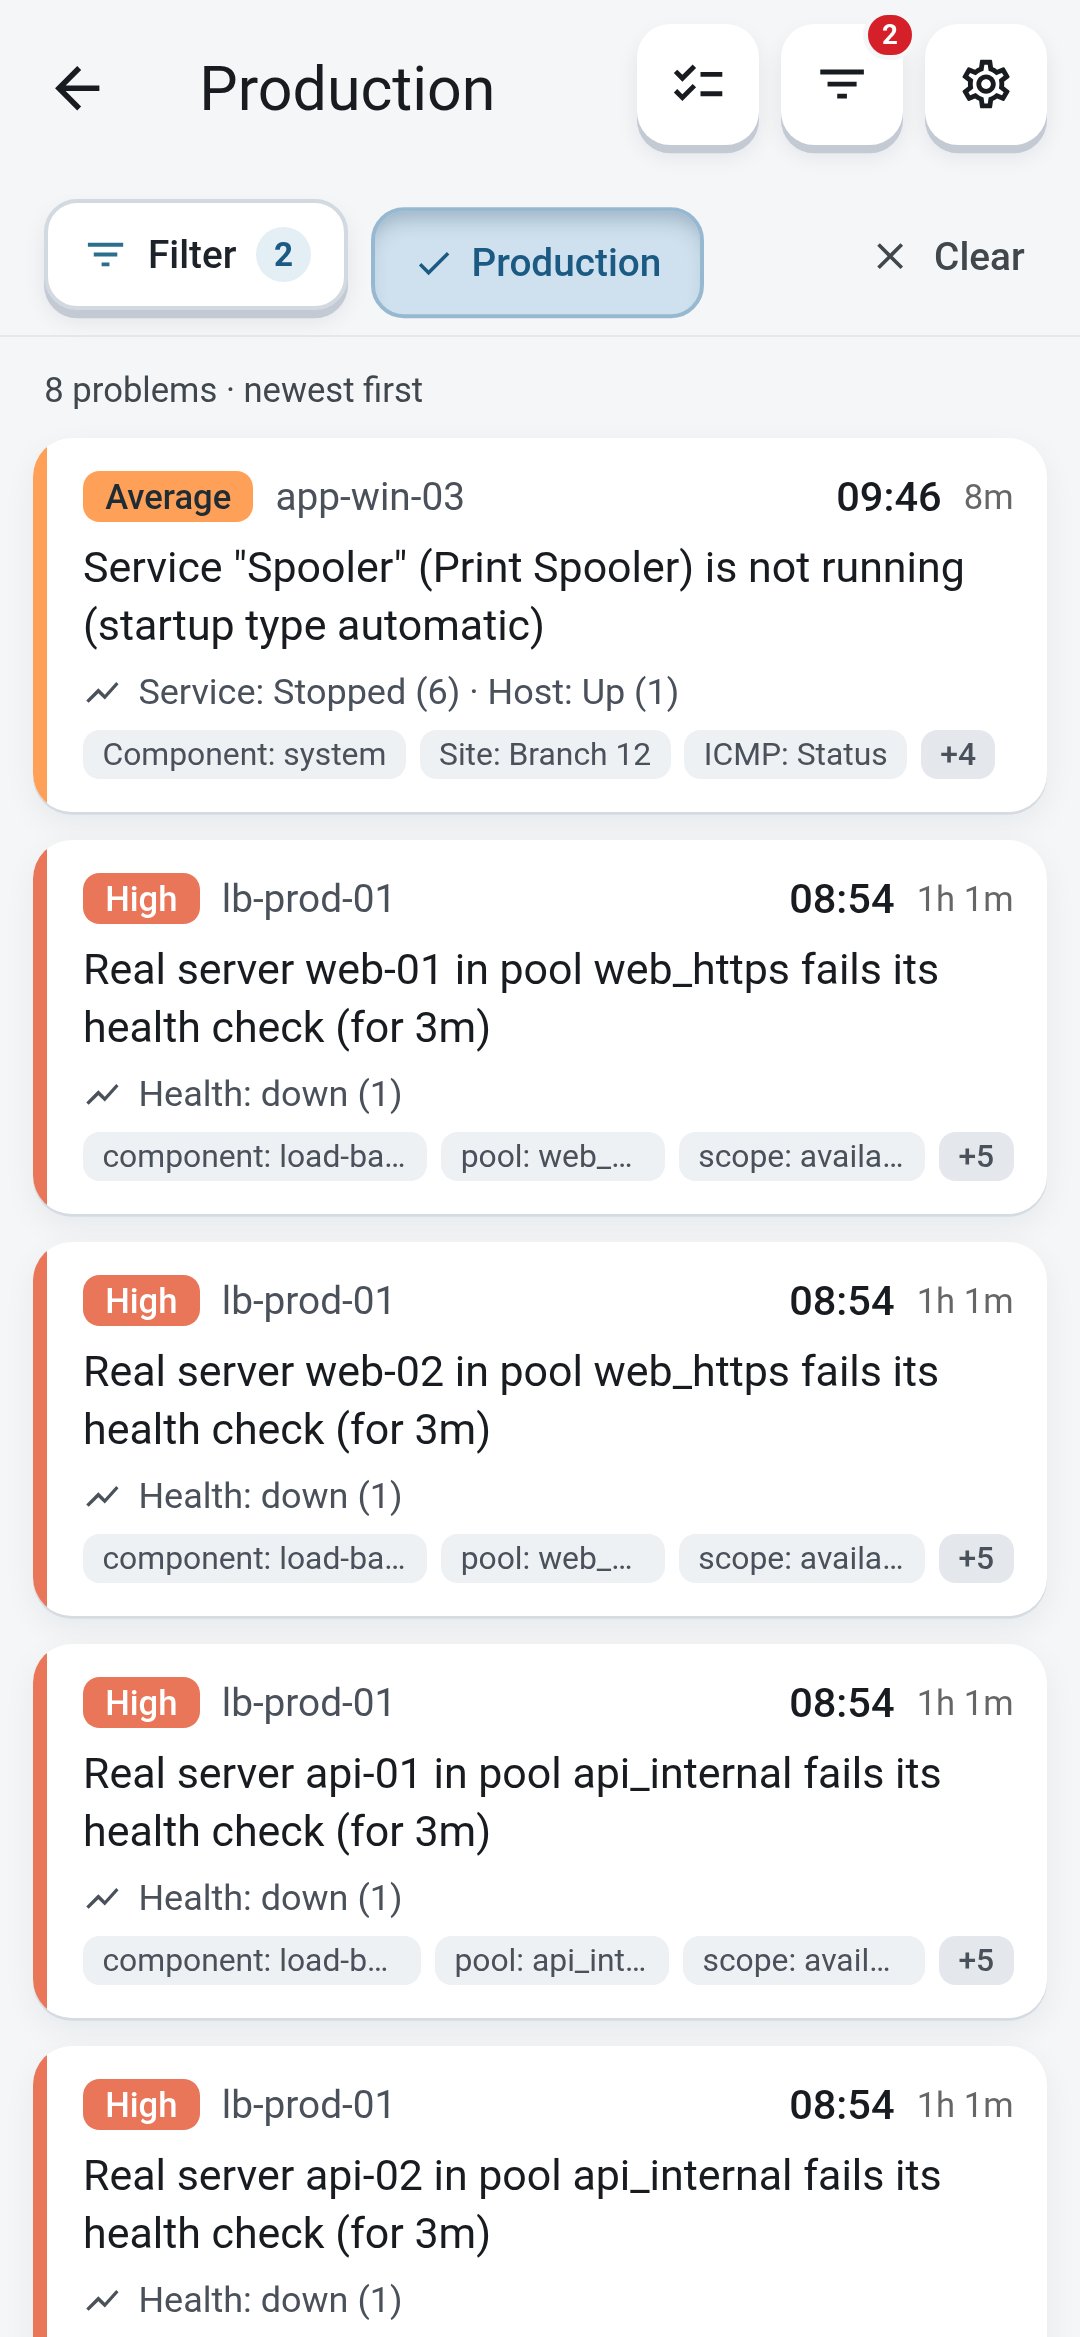 Production
2
Filter 2
Production
Clear
8 problems · newest first
Average app-win-03 09:46 8m
Service "Spooler" (Print Spooler) is not running
(startup type automatic)
Service: Stopped (6) · Host: Up (1)
Component: system Site: Branch 12 ICMP: Status +4
High lb-prod-01 08:54 1h 1m
Real server web-01 in pool web_https fails its
health check (for 3m)
Health: down (1)
component: load-ba... pool: web_... scope: availa... +5
High lb-prod-01 08:54 1h 1m
Real server web-02 in pool web_https fails its
health check (for 3m)
Health: down (1)
component: load-ba... pool: web_... scope: availa... +5
High lb-prod-01 08:54 1h 1m
Real server api-01 in pool api_internal fails its
health check (for 3m)
Health: down (1)
component: load-b... pool: api_int... scope: avail... +5
High lb-prod-01 08:54 1h 1m
Real server api-02 in pool api_internal fails its
health check (for 3m)
Health: down (1)